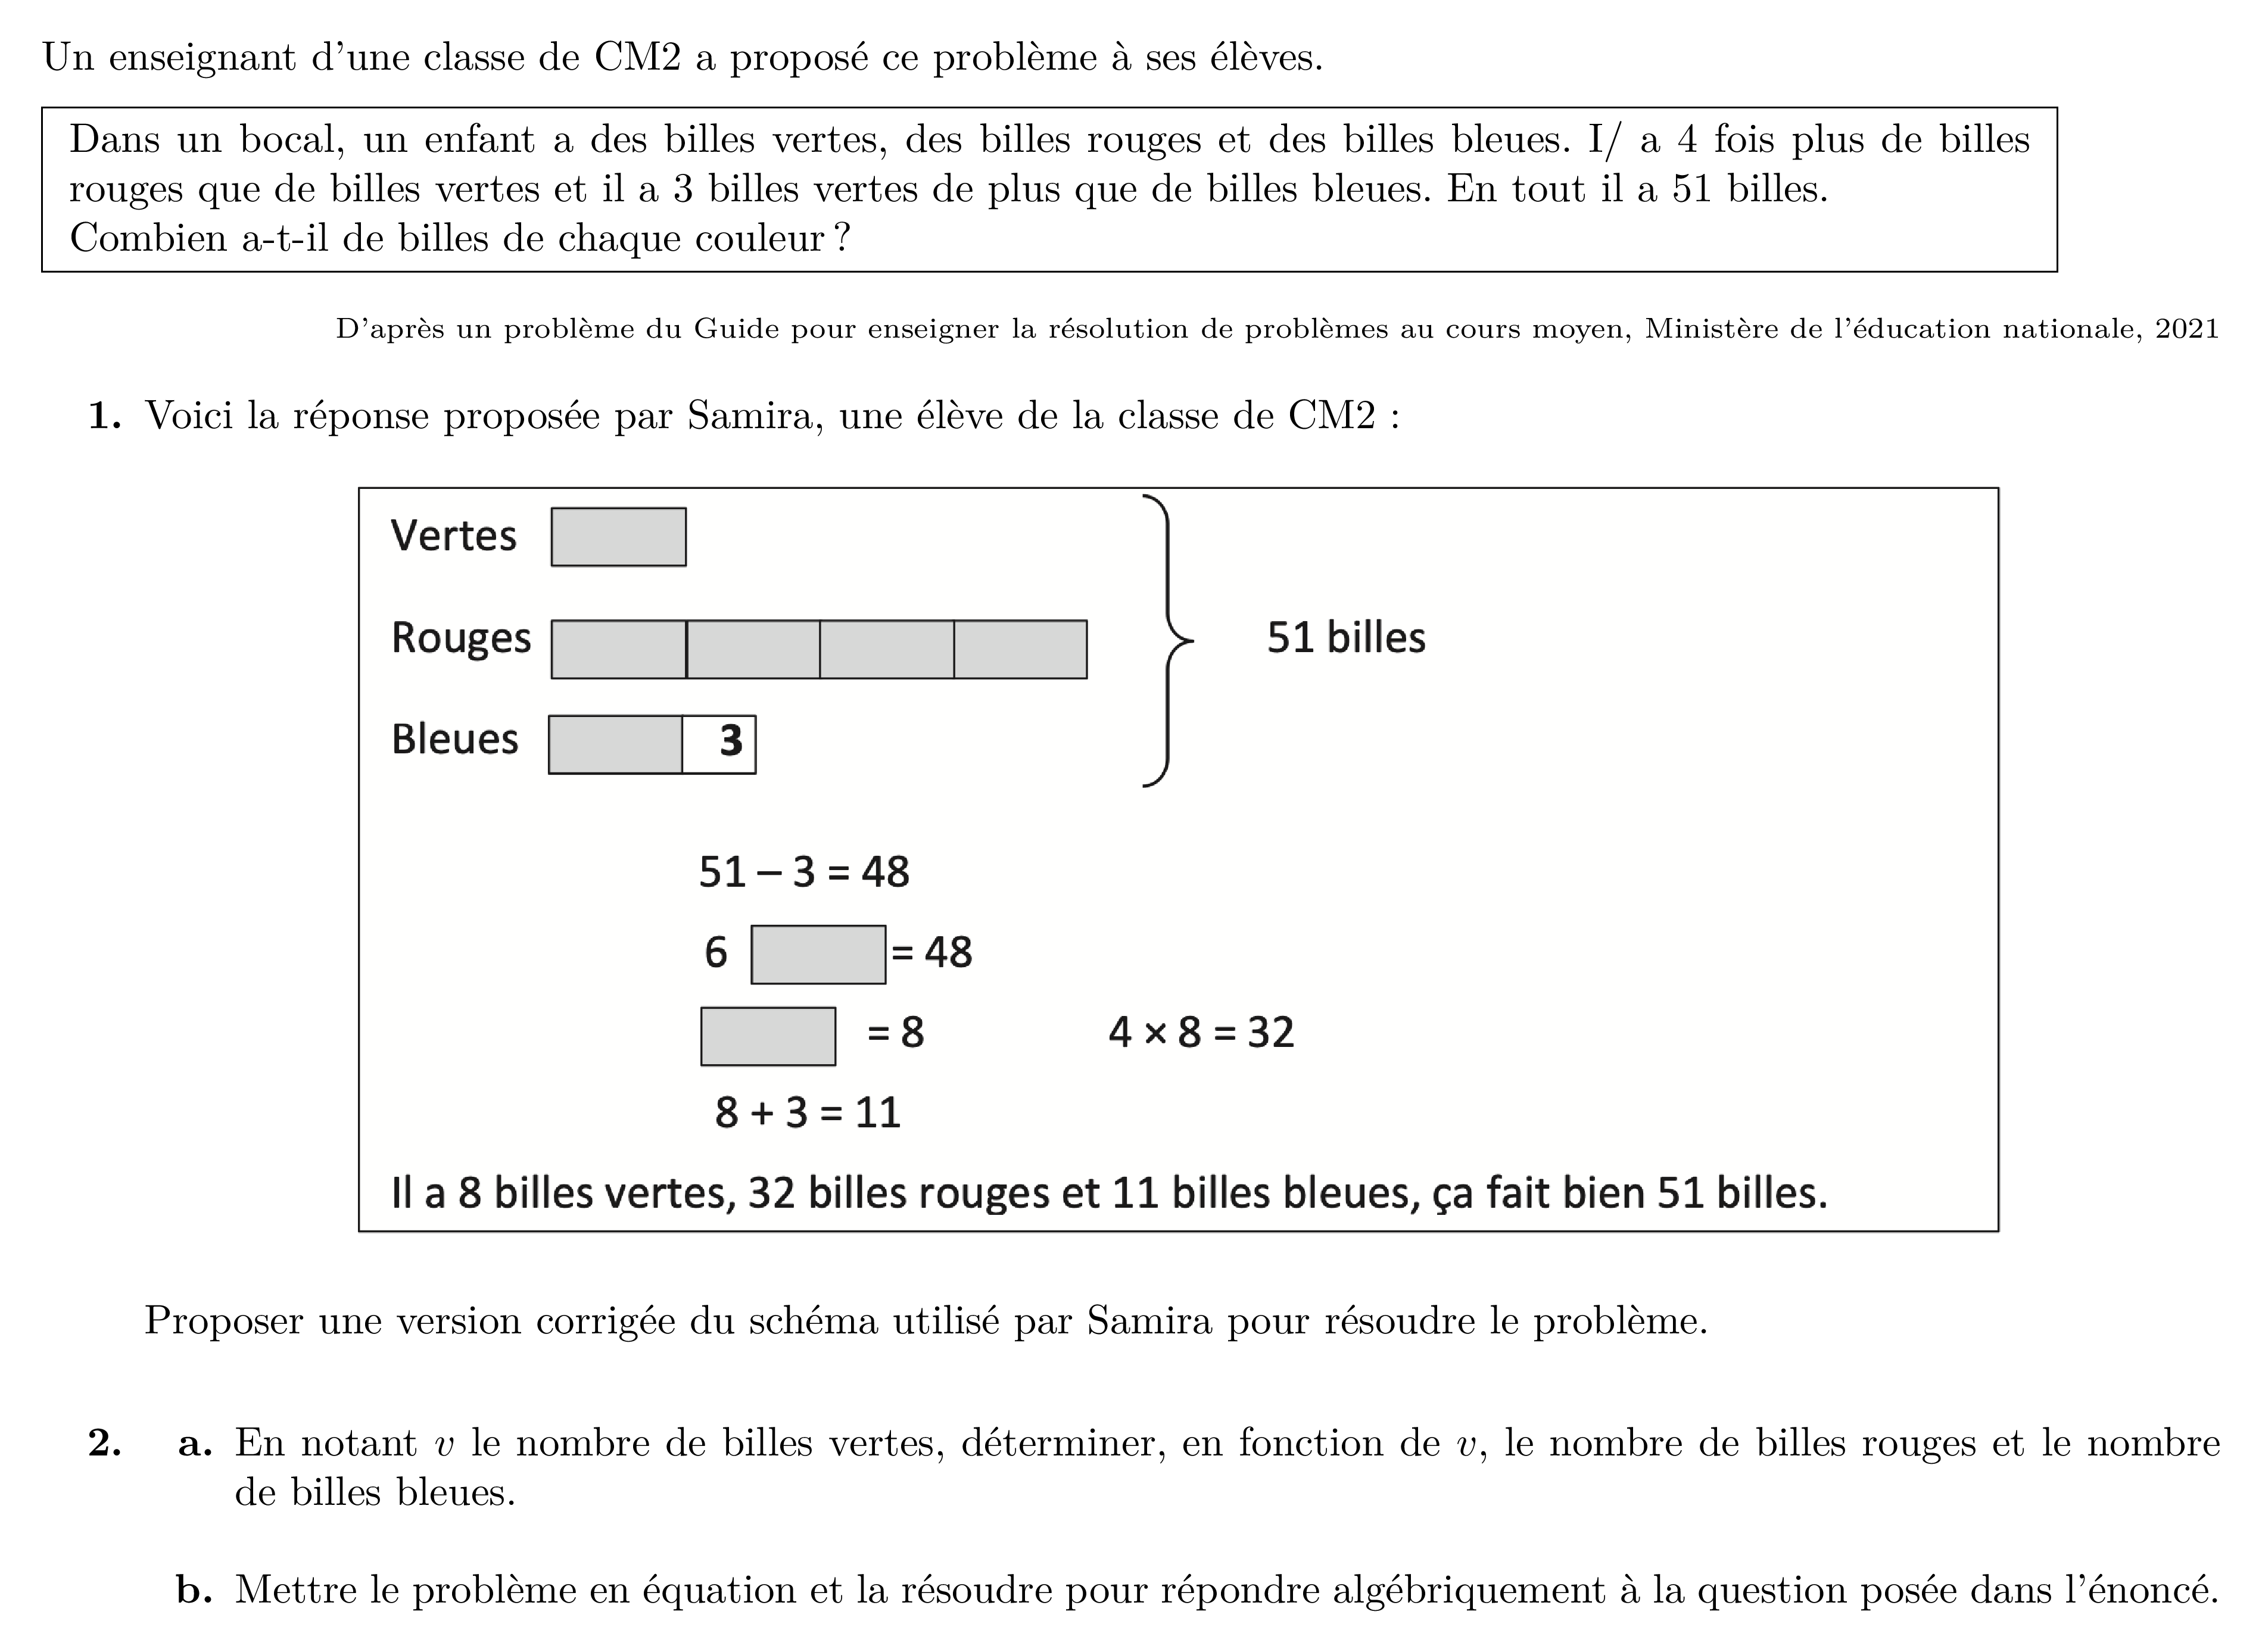 Un enseignant d'une classe de CM2 a proposé ce problème à ses élèves.
Dans un bocal, un enfant a des billes vertes, des billes rouges et des billes bleues. I/ a 4 fois plus de billes
rouges que de billes vertes et il a 3 billes vertes de plus que de billes bleues. En tout il a 51 billes.
Combien a-t-il de billes de chaque couleur ?
D'après un problème du Guide pour enseigner la résolution de problèmes au cours moyen, Ministère de l'éducation nationale, 2021
1. Voici la réponse proposée par Samira, une élève de la classe de CM2 :
Vertes
Rouges
51 billes
Bleues
3
51 – 3 = 48
6 = 48
= 8
4 × 8 = 32
8 + 3 = 11
Il a 8 billes vertes, 32 billes rouges et 11 billes bleues, ça fait bien 51 billes.
Proposer une version corrigée du schéma utilisé par Samira pour résoudre le problème.
2. a. En notant v le nombre de billes vertes, déterminer, en fonction de v, le nombre de billes rouges et le nombre
de billes bleues.
b. Mettre le problème en équation et la résoudre pour répondre algébriquement à la question posée dans l'énoncé.